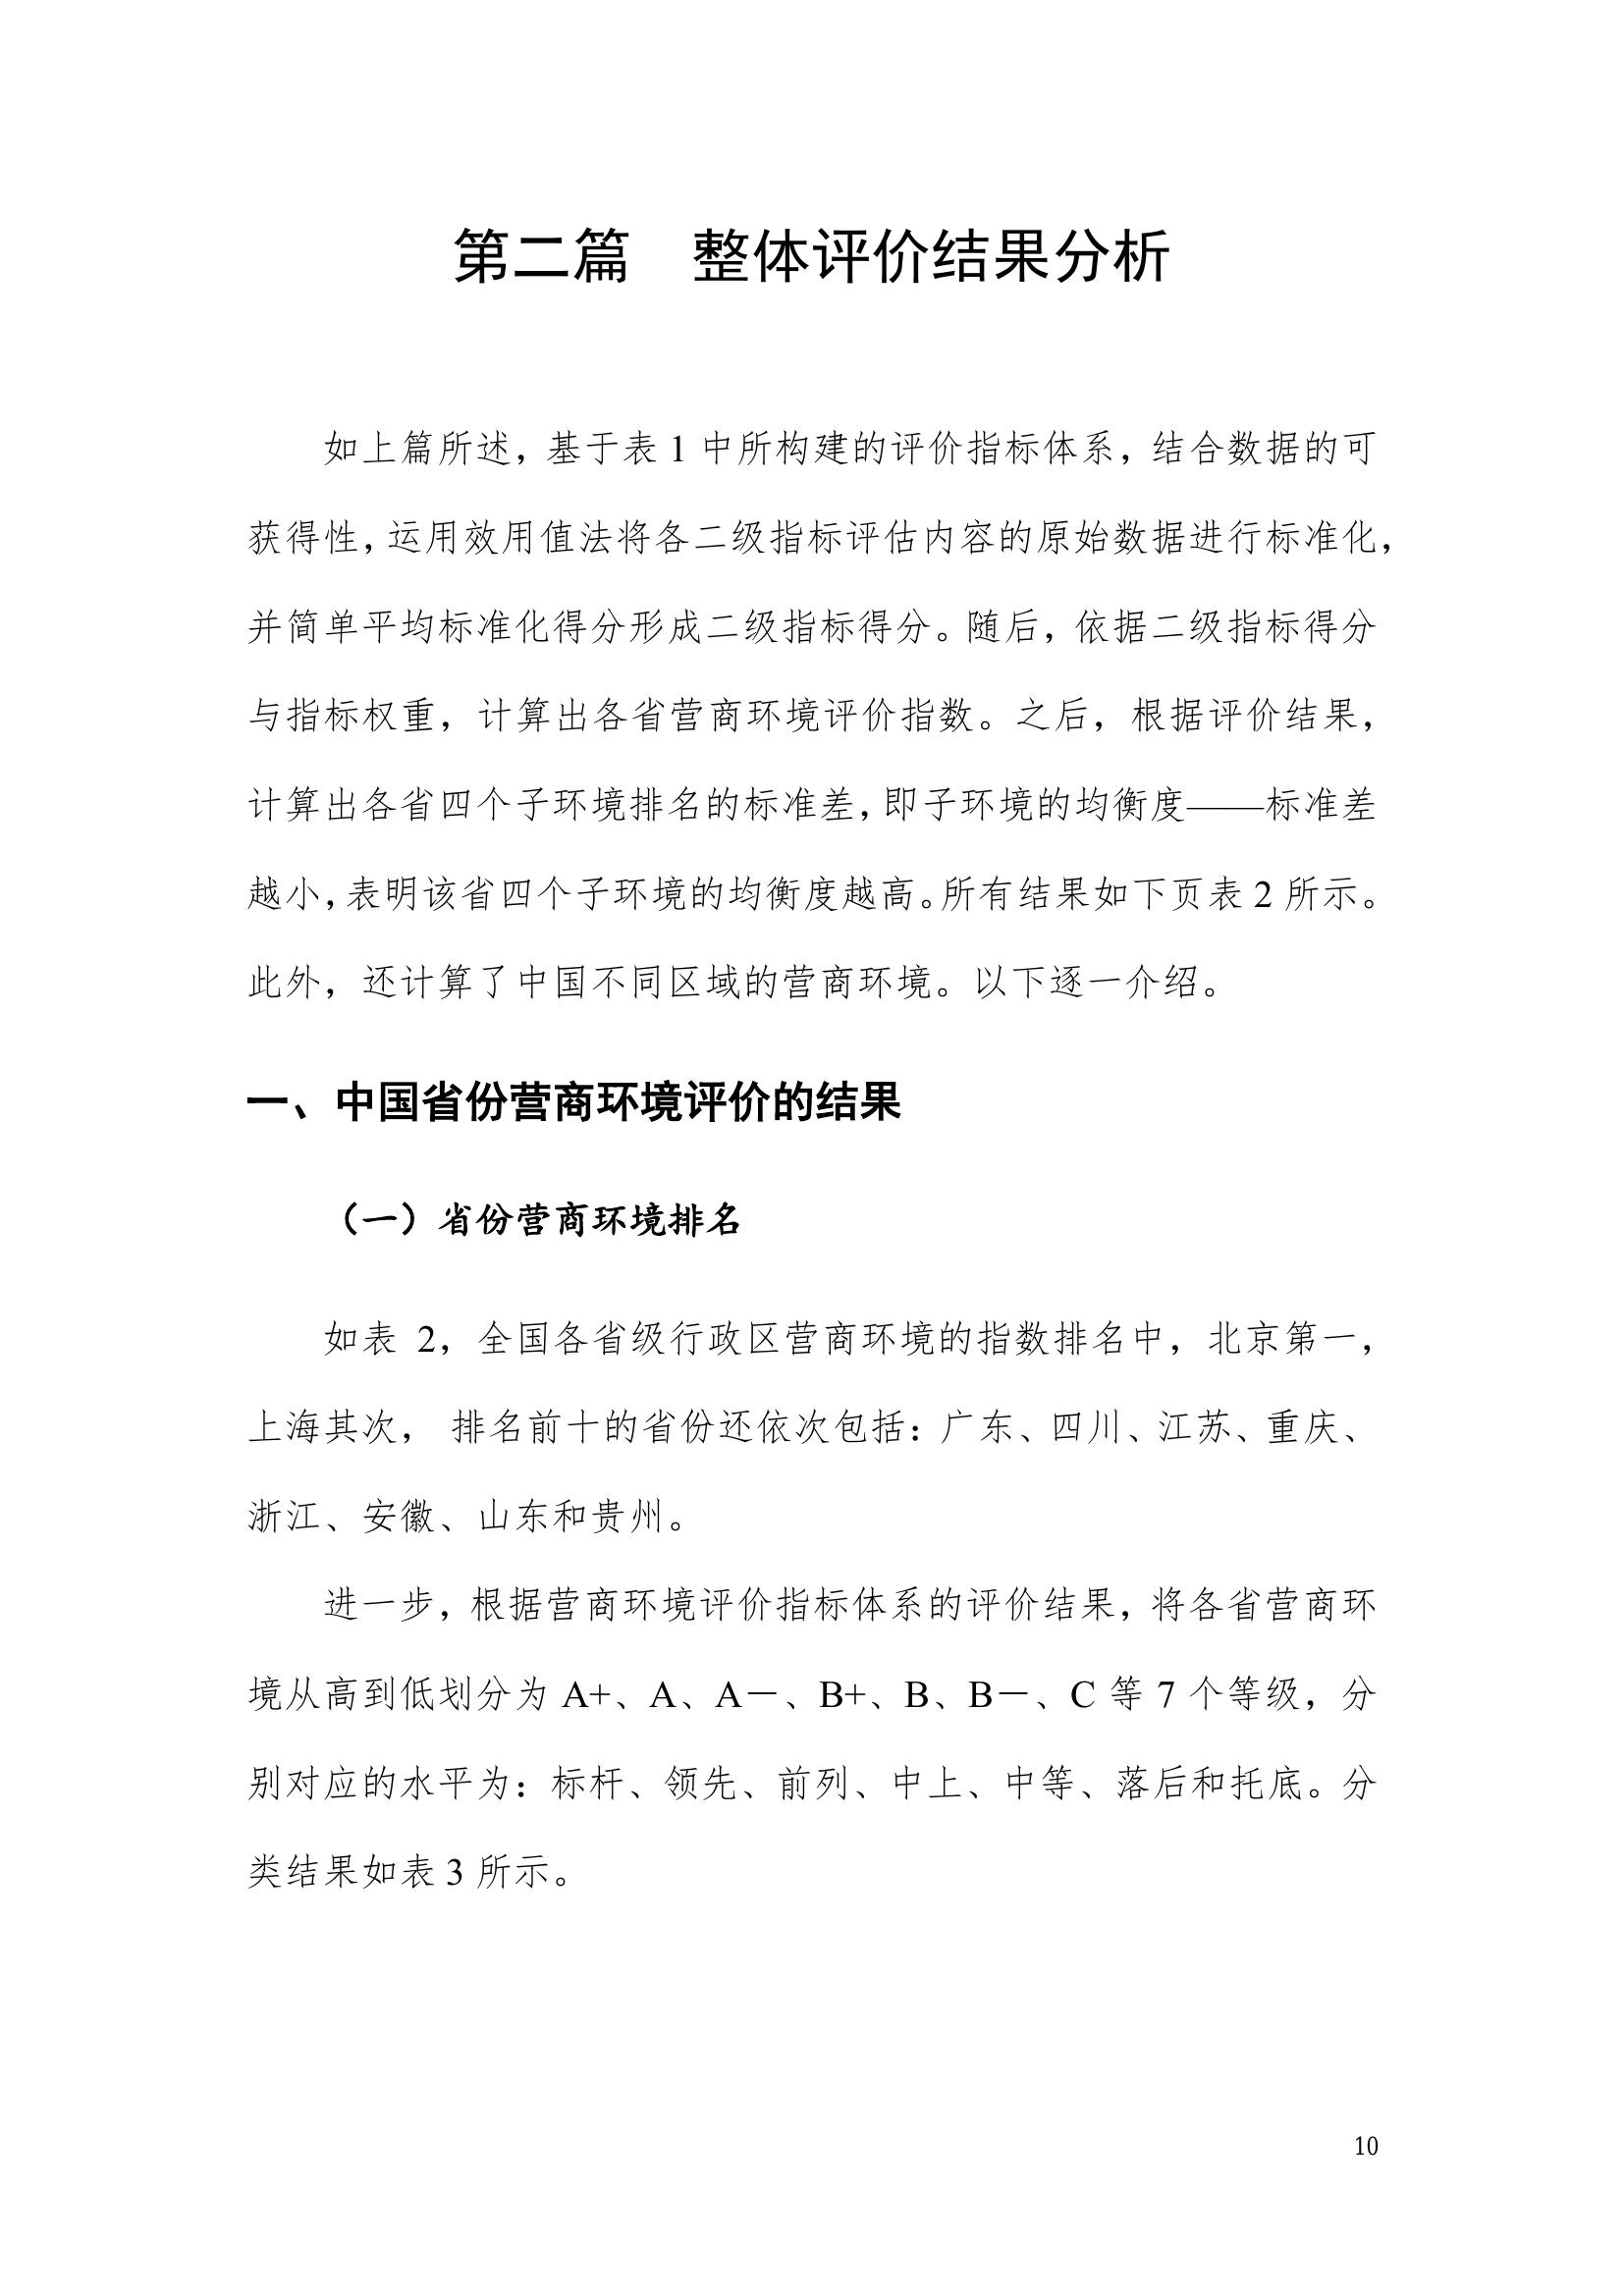 第二篇　整体评价结果分析
如上篇所述，基于表 1 中所构建的评价指标体系，结合数据的可
获得性，运用效用值法将各二级指标评估内容的原始数据进行标准化，
并简单平均标准化得分形成二级指标得分。随后，依据二级指标得分
与指标权重，计算出各省营商环境评价指数。之后，根据评价结果，
计算出各省四个子环境排名的标准差，即子环境的均衡度——标准差
越小，表明该省四个子环境的均衡度越高。所有结果如下页表 2 所示。
此外，还计算了中国不同区域的营商环境。以下逐一介绍。
一、中国省份营商环境评价的结果
（一）省份营商环境排名
如表 2，全国各省级行政区营商环境的指数排名中，北京第一，
上海其次， 排名前十的省份还依次包括：广东、四川、江苏、重庆、
浙江、安徽、山东和贵州。
进一步，根据营商环境评价指标体系的评价结果，将各省营商环
境从高到低划分为 A+、A、A－、B+、B、B－、C 等 7 个等级，分
别对应的水平为：标杆、领先、前列、中上、中等、落后和托底。分
类结果如表 3 所示。
10